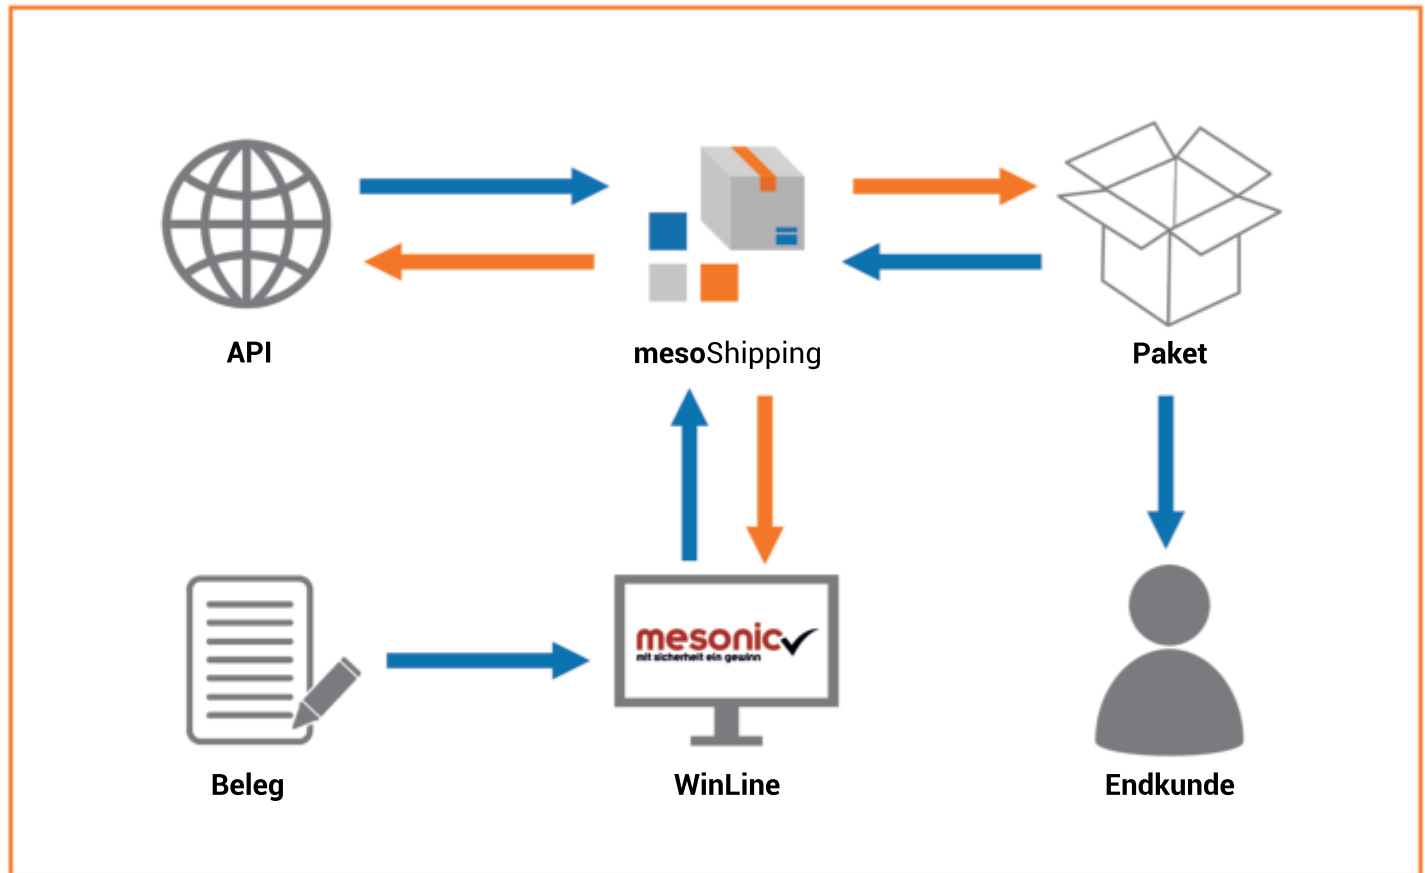 API
mesoShipping
Paket
mesonic
mit sicherheit ein gewinn
Beleg
WinLine
Endkunde